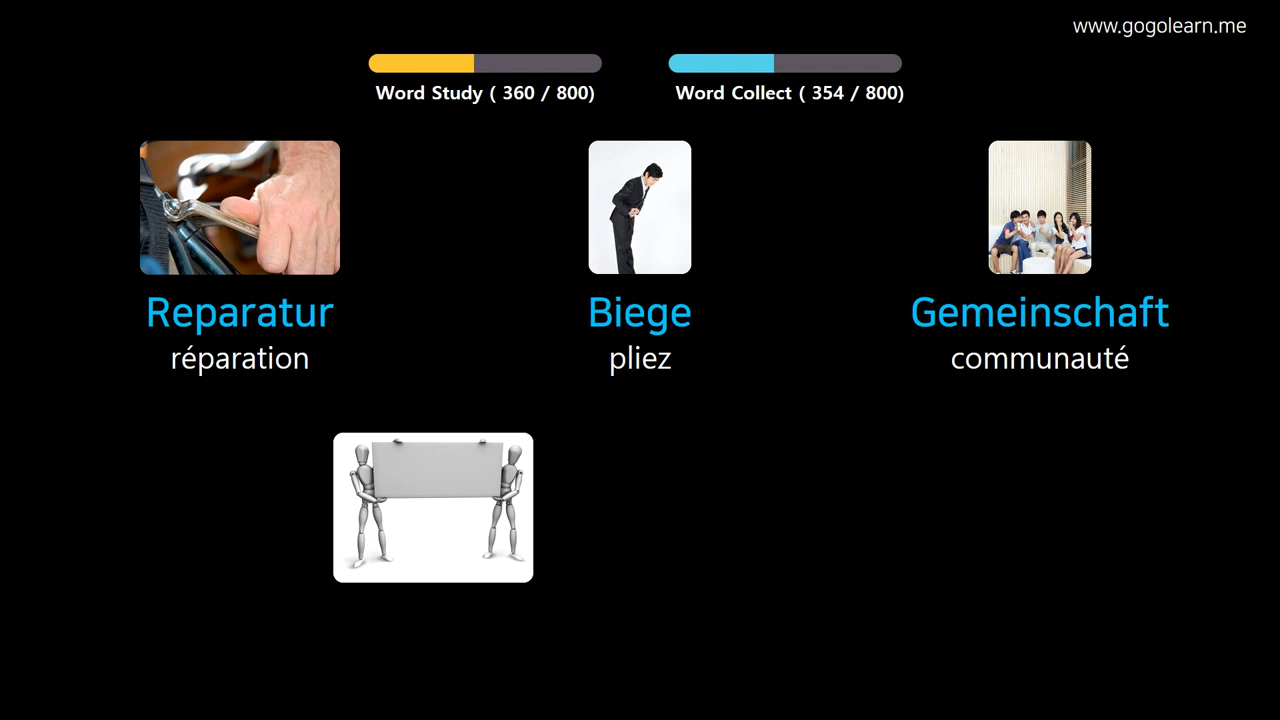 www.gogolearn.me
Word Study ( 360 / 800)
Word Collect ( 354 / 800)
Reparatur
réparation
Biege
pliez
Gemeinschaft
communauté